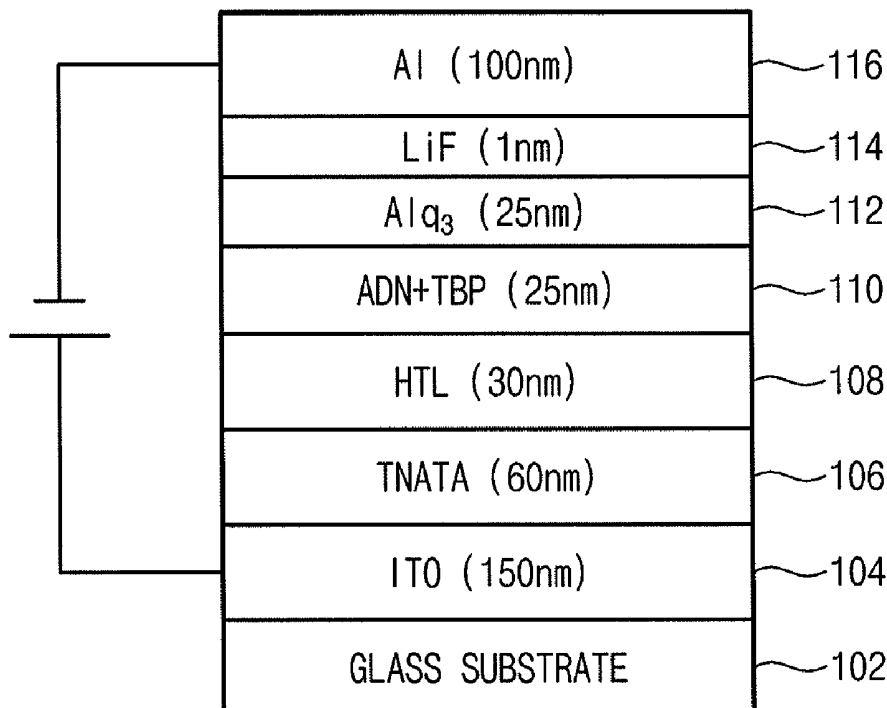 Al (100nm) 116
LiF (1nm) 114
Alq₃ (25nm) 112
ADN+TBP (25nm) 110
HTL (30nm) 108
TNATA (60nm) 106
ITO (150nm) 104
GLASS SUBSTRATE 102